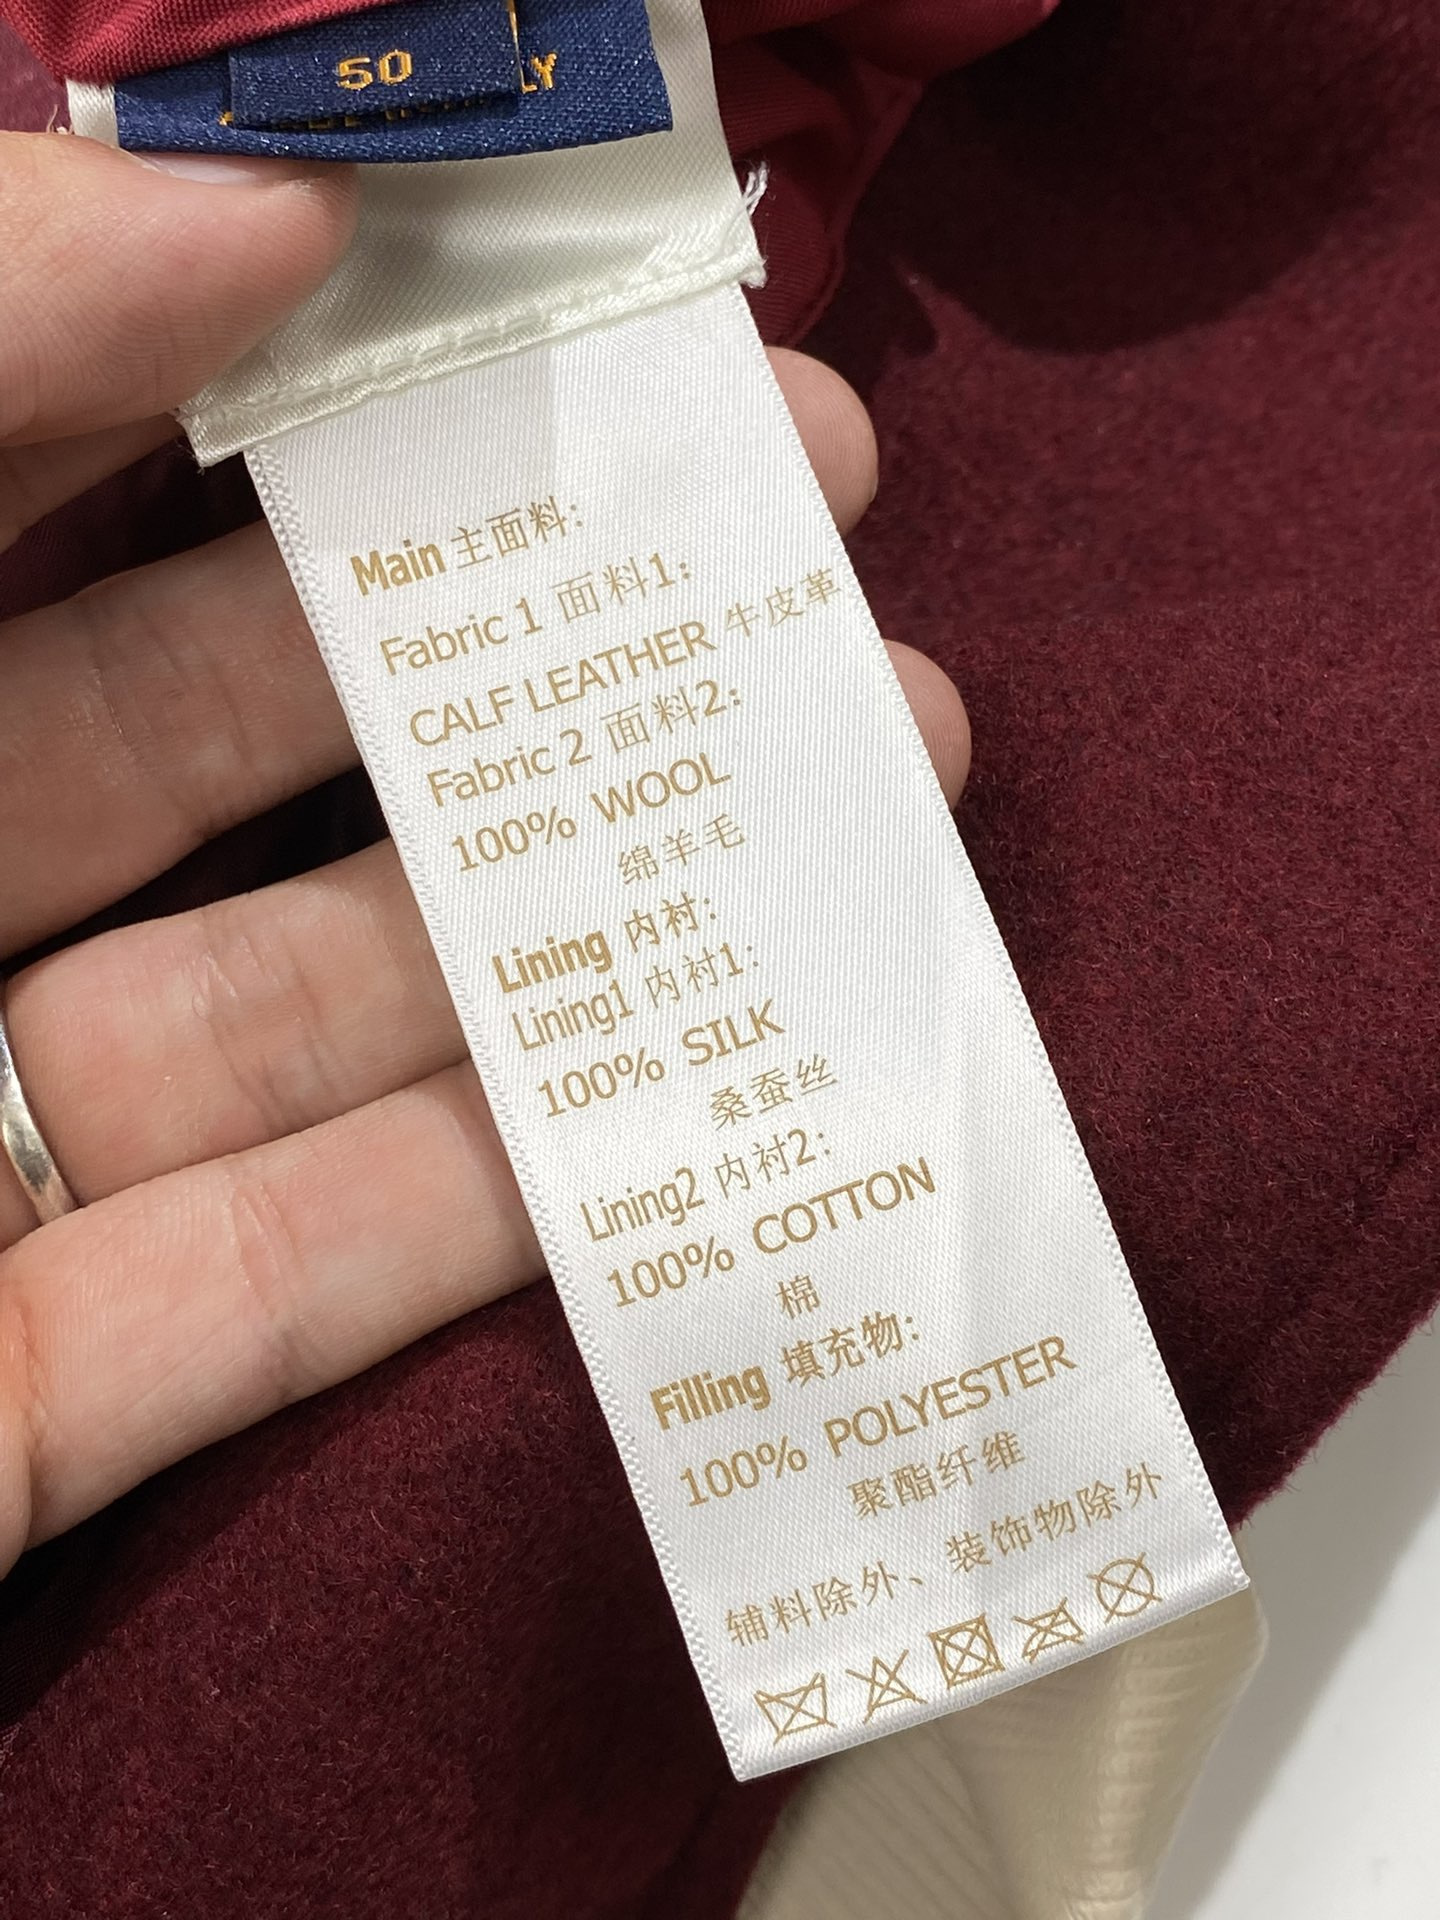 50
LY
Main 主面料:
Fabric 1 面料1:
CALF LEATHER 牛皮革
Fabric 2 面料2:
100% WOOL
绵羊毛
Lining 内衬:
Lining1 内衬1:
100% SILK
桑蚕丝
Lining2 内衬2:
100% COTTON
棉
Filling 填充物:
100% POLYESTER
聚酯纤维
辅料除外、装饰物除外